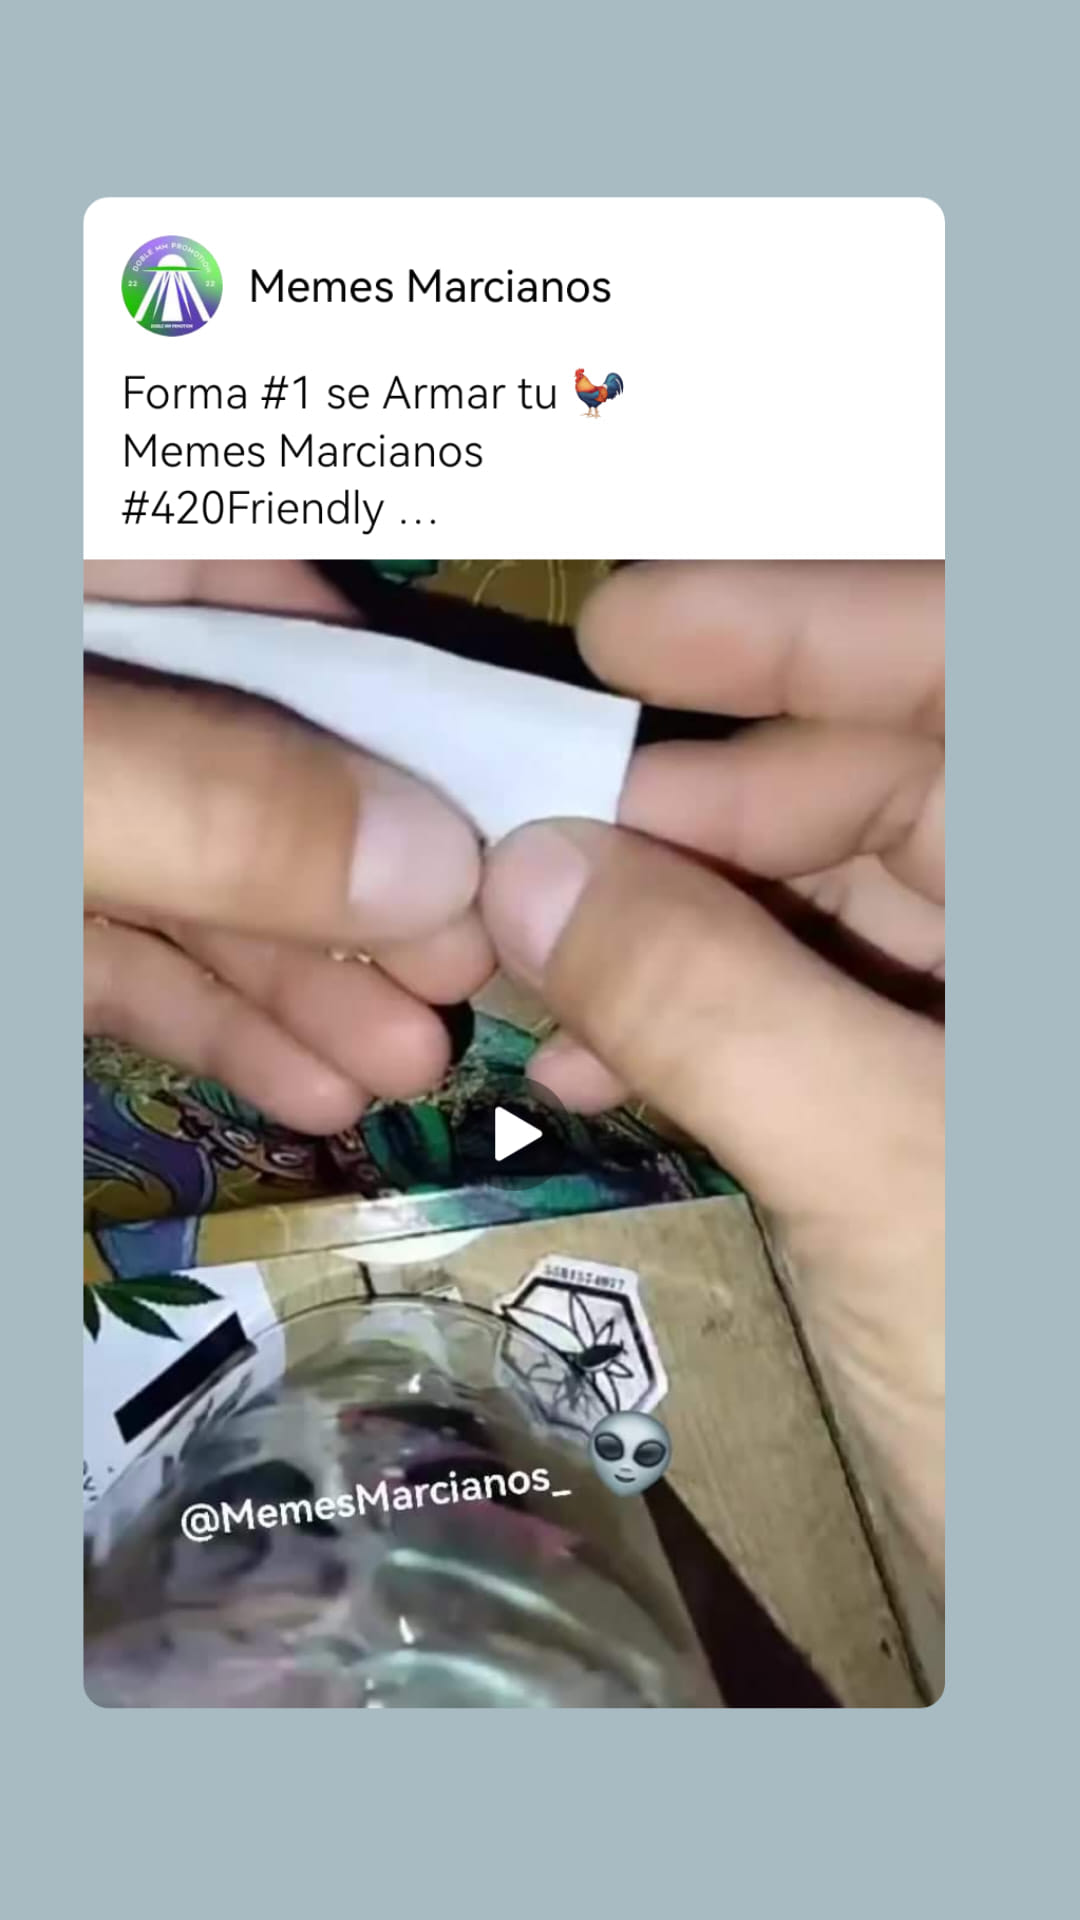 DOBLE MM PROMOTION
22 22
DOBLE MM PROMOTION
Memes Marcianos
Forma #1 se Armar tu 🐓
Memes Marcianos
#420Friendly ...
@MemesMarcianos_